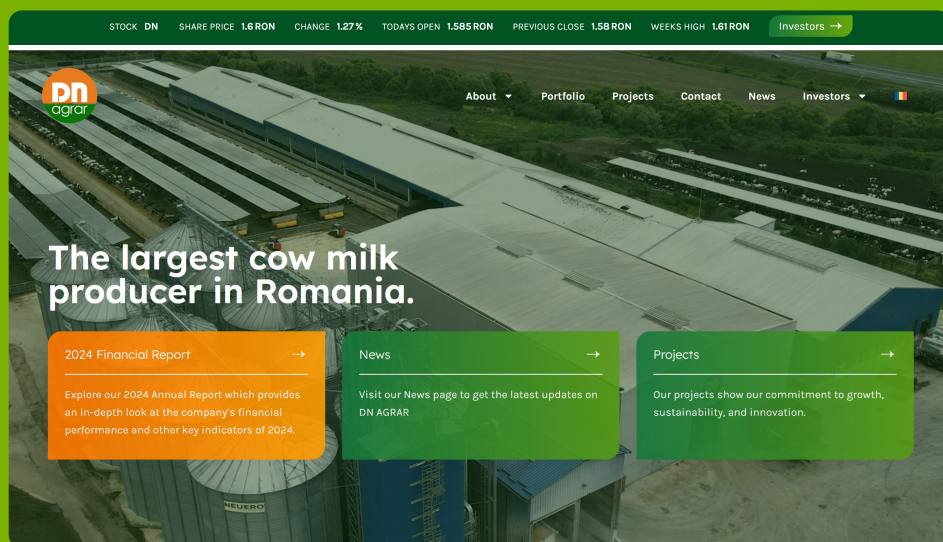 STOCK DN SHARE PRICE 1.6 RON CHANGE 1.27 % TODAYS OPEN 1.585 RON PREVIOUS CLOSE 1.58 RON WEEKS HIGH 1.61 RON Investors →
DN
agrar
About Portfolio Projects Contact News Investors
The largest cow milk
producer in Romania.
2024 Financial Report →
Explore our 2024 Annual Report which provides
an in-depth look at the company's financial
performance and other key indicators of 2024.
News →
Visit our News page to get the latest updates on
DN AGRAR
Projects →
Our projects show our commitment to growth,
sustainability, and innovation.
NEUERO